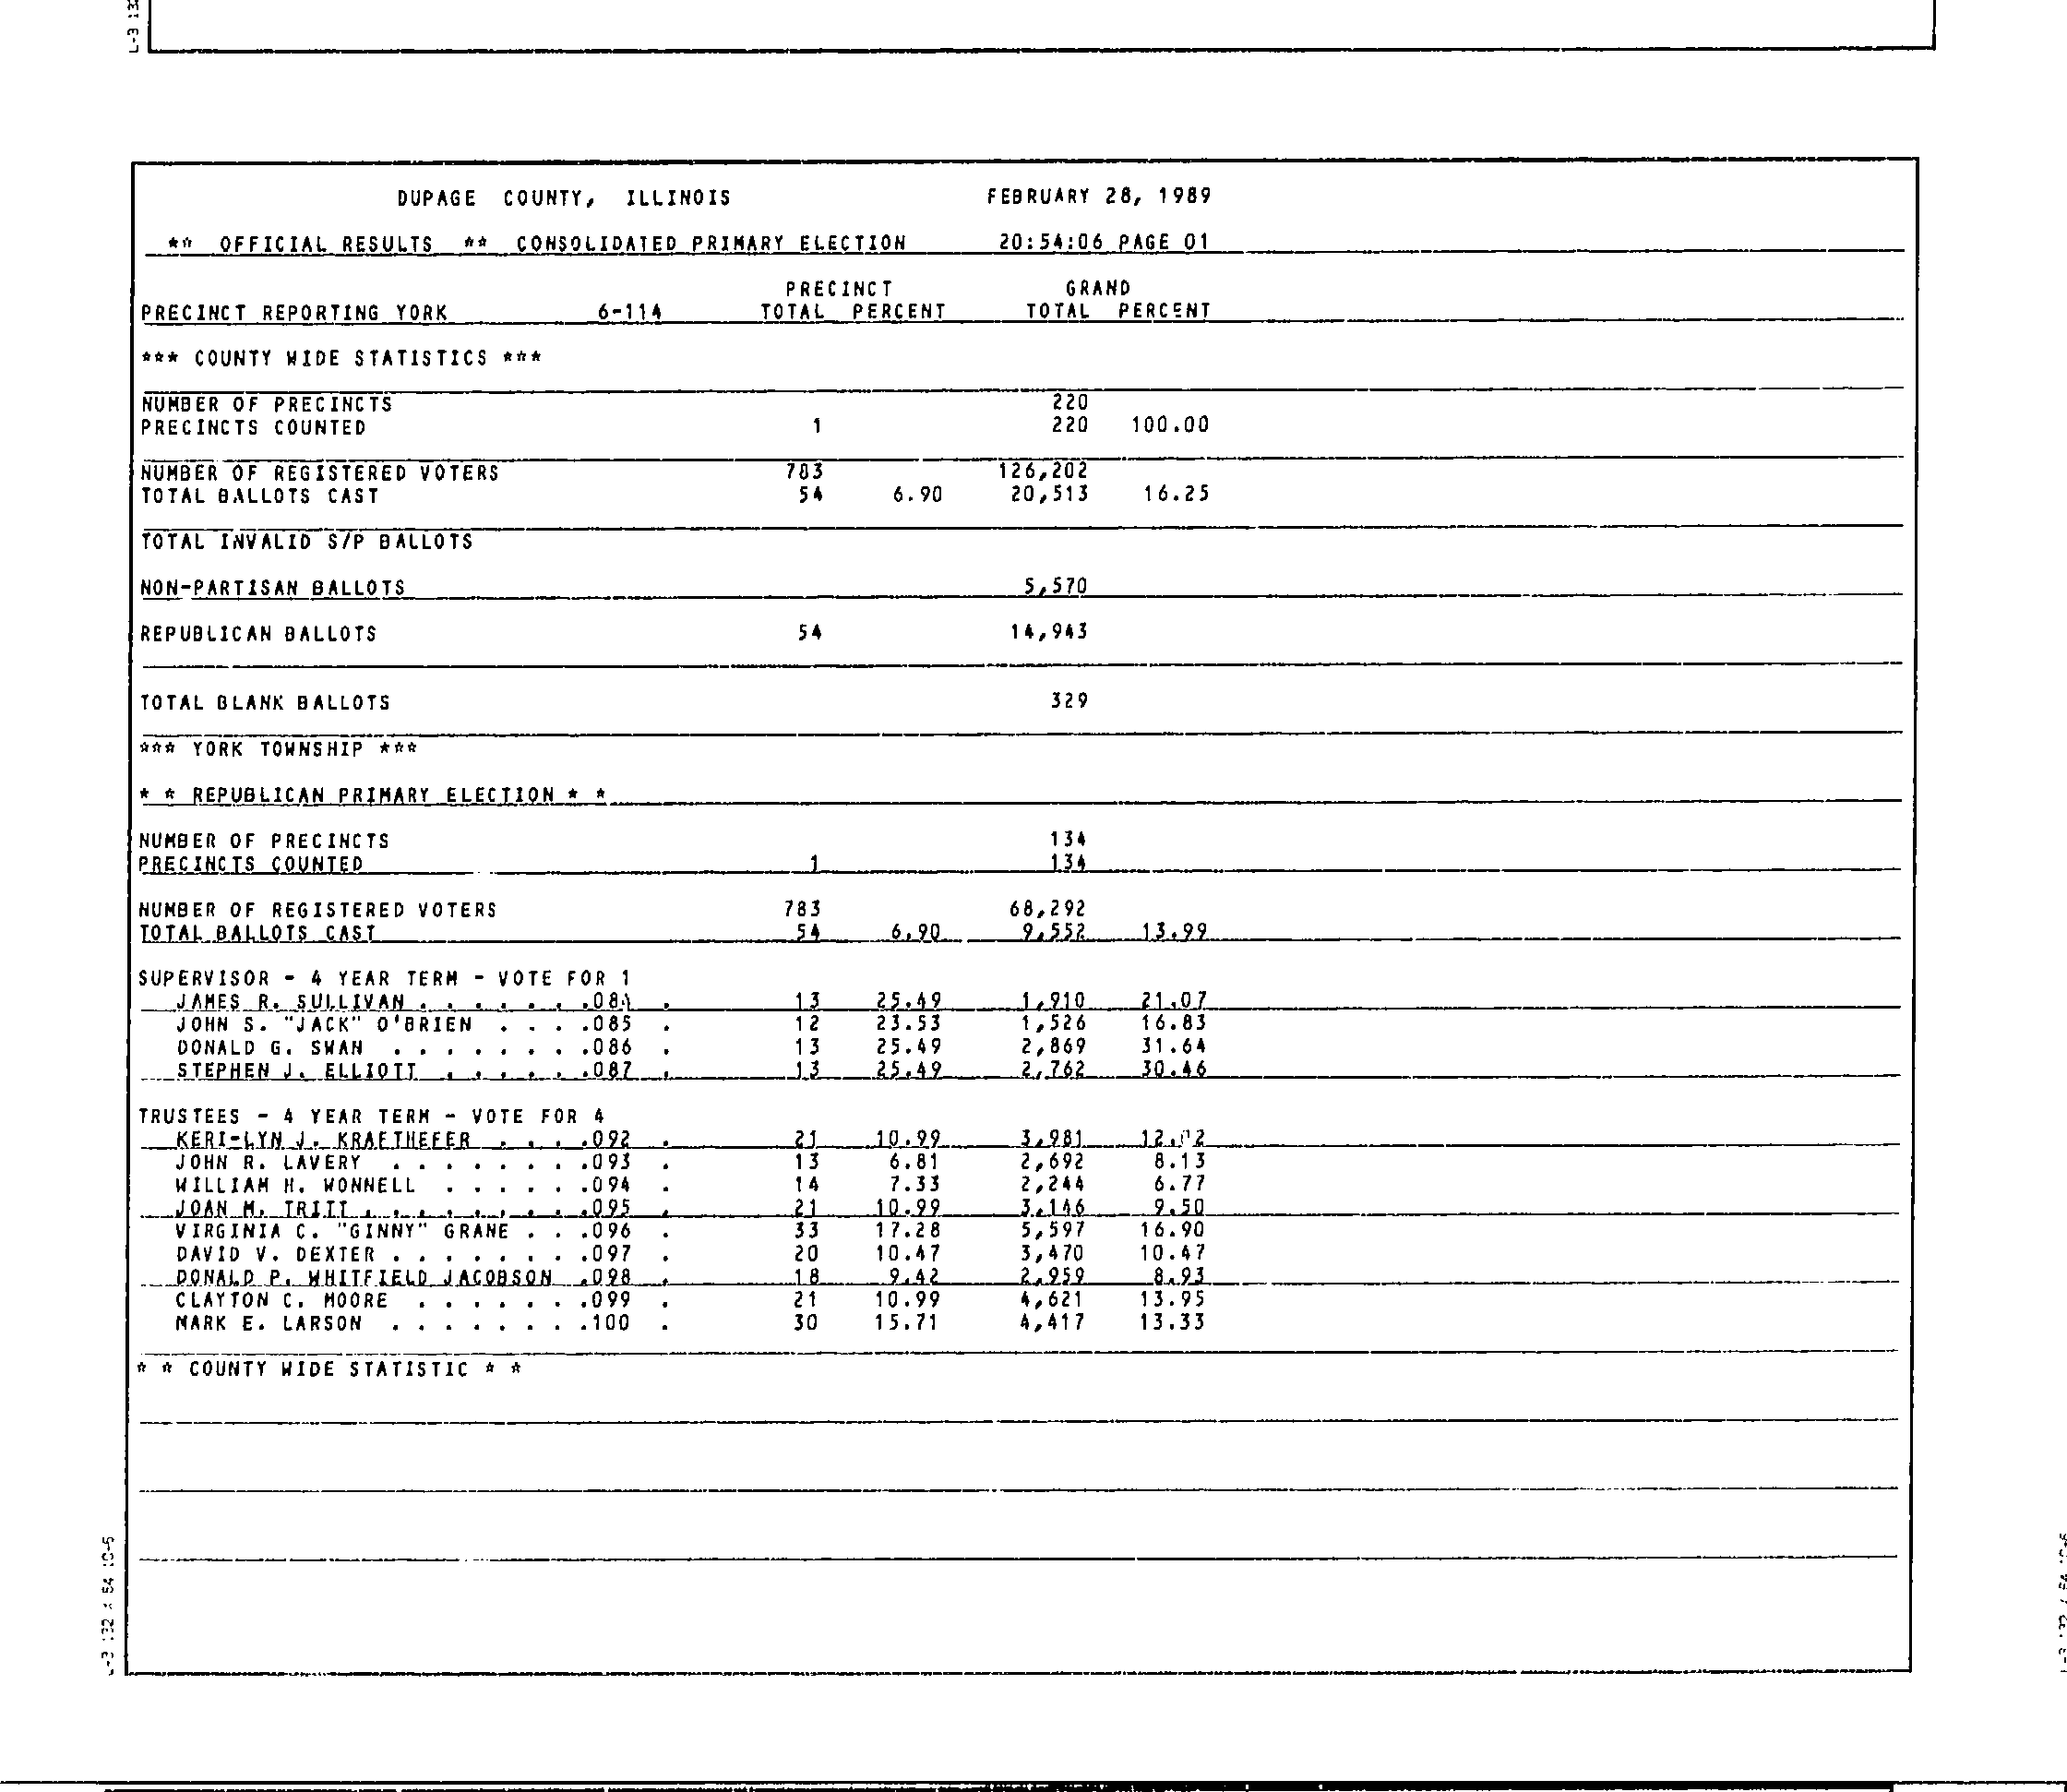 DUPAGE COUNTY, ILLINOIS FEBRUARY 28, 1989
** OFFICIAL RESULTS ** CONSOLIDATED PRIMARY ELECTION 20:54:06 PAGE 01
PRECINCT GRAND
PRECINCT REPORTING YORK 6-114 TOTAL PERCENT TOTAL PERCENT
*** COUNTY WIDE STATISTICS ***
NUMBER OF PRECINCTS 220
PRECINCTS COUNTED 1 220 100.00
NUMBER OF REGISTERED VOTERS 783 126,202
TOTAL BALLOTS CAST 54 6.90 20,513 16.25
TOTAL INVALID S/P BALLOTS
NON-PARTISAN BALLOTS 5,570
REPUBLICAN BALLOTS 54 14,943
TOTAL BLANK BALLOTS 329
*** YORK TOWNSHIP ***
* * REPUBLICAN PRIMARY ELECTION * *
NUMBER OF PRECINCTS 134
PRECINCTS COUNTED 1 134
NUMBER OF REGISTERED VOTERS 783 68,292
TOTAL BALLOTS CAST 54 6.90 9,552 13.99
SUPERVISOR - 4 YEAR TERM - VOTE FOR 1
JAMES R. SULLIVAN . . . . . . .084 . 13 25.49 1,910 21.07
JOHN S. "JACK" O'BRIEN . . . .085 . 12 23.53 1,526 16.83
DONALD G. SWAN . . . . . . . .086 . 13 25.49 2,869 31.64
STEPHEN J. ELLIOTT . . . . . .087 . 13 25.49 2,762 30.46
TRUSTEES - 4 YEAR TERM - VOTE FOR 4
KERI-LYN J. KRAFTHEFER . . . .092 . 21 10.99 3,981 12.02
JOHN R. LAVERY . . . . . . . .093 . 13 6.81 2,692 8.13
WILLIAM H. WONNELL . . . . . .094 . 14 7.33 2,244 6.77
JOAN M. TRITT . . . . . . . . .095 . 21 10.99 3,146 9.50
VIRGINIA C. "GINNY" GRANE . . .096 . 33 17.28 5,597 16.90
DAVID V. DEXTER . . . . . . . .097 . 20 10.47 3,470 10.47
DONALD P. WHITFIELD JACOBSON .098 . 18 9.42 2,959 8.93
CLAYTON C. MOORE . . . . . . .099 . 21 10.99 4,621 13.95
MARK E. LARSON . . . . . . . .100 . 30 15.71 4,417 13.33
* * COUNTY WIDE STATISTIC * *